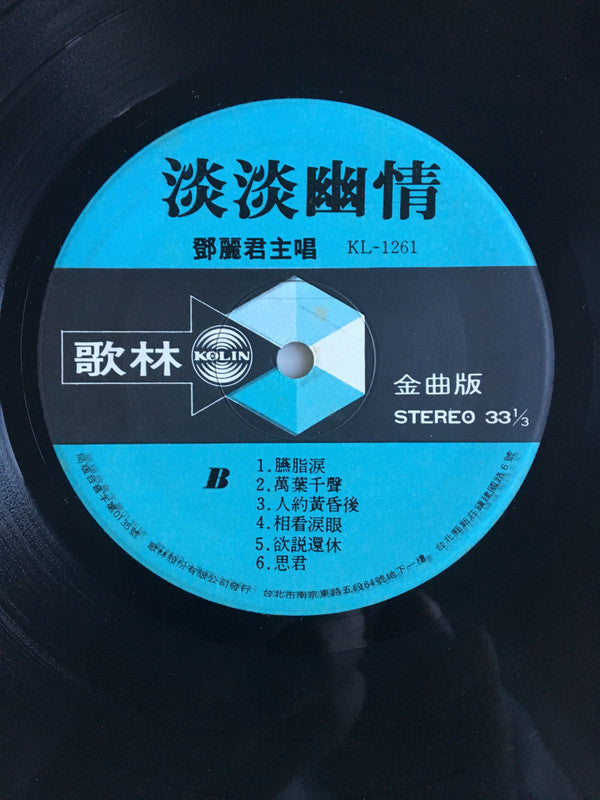 淡淡幽情
鄧麗君主唱 KL-1261
歌林 KOLIN
金曲版
STEREO 33⅓
B
1.臙脂淚
2.萬葉千聲
3.人約黃昏後
4.相看淚眼
5.欲説還休
6.思君
歌林股份有限公司發行 台北市南京東路五段64號地下一樓